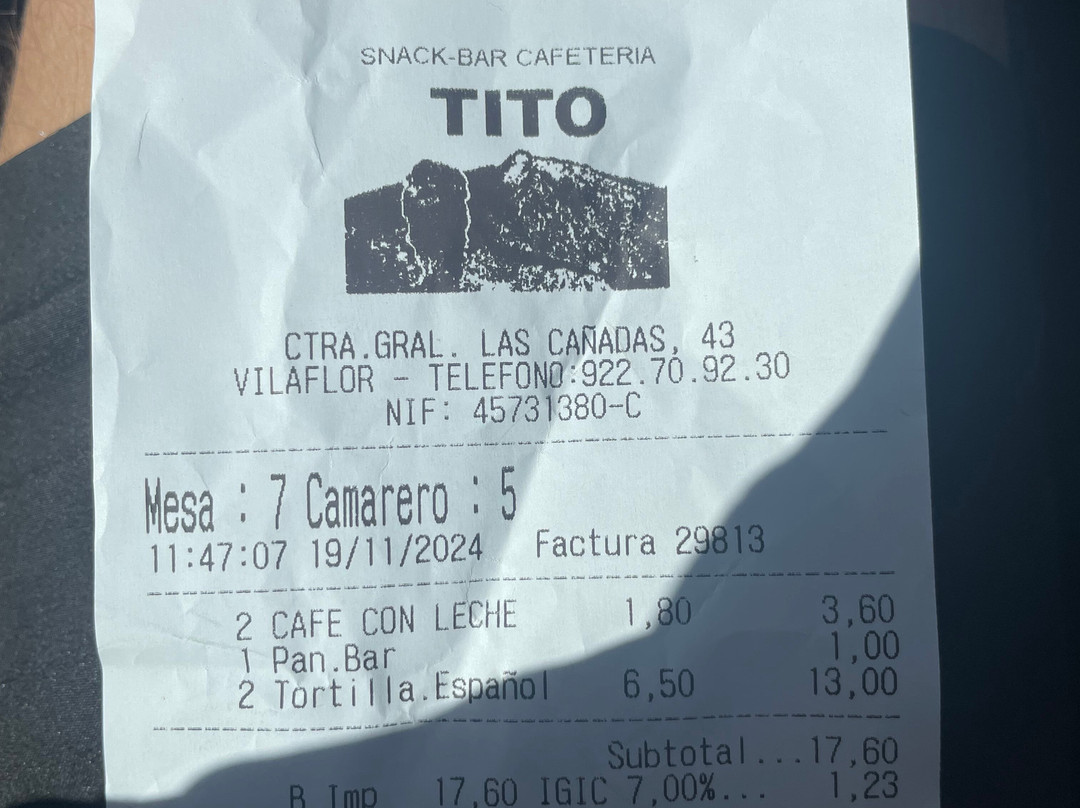 SNACK-BAR CAFETERIA
TITO
CTRA.GRAL. LAS CAÑADAS, 43
VILAFLOR - TELEFONO:922.70.92.30
NIF: 45731380-C
Mesa : 7 Camarero : 5
11:47:07 19/11/2024 Factura 29813
2 CAFE CON LECHE 1,80 3,60
1 Pan.Bar 1,00
2 Tortilla.Español 6,50 13,00
Subtotal...17,60
B Imp 17,60 IGIC 7,00%... 1,23